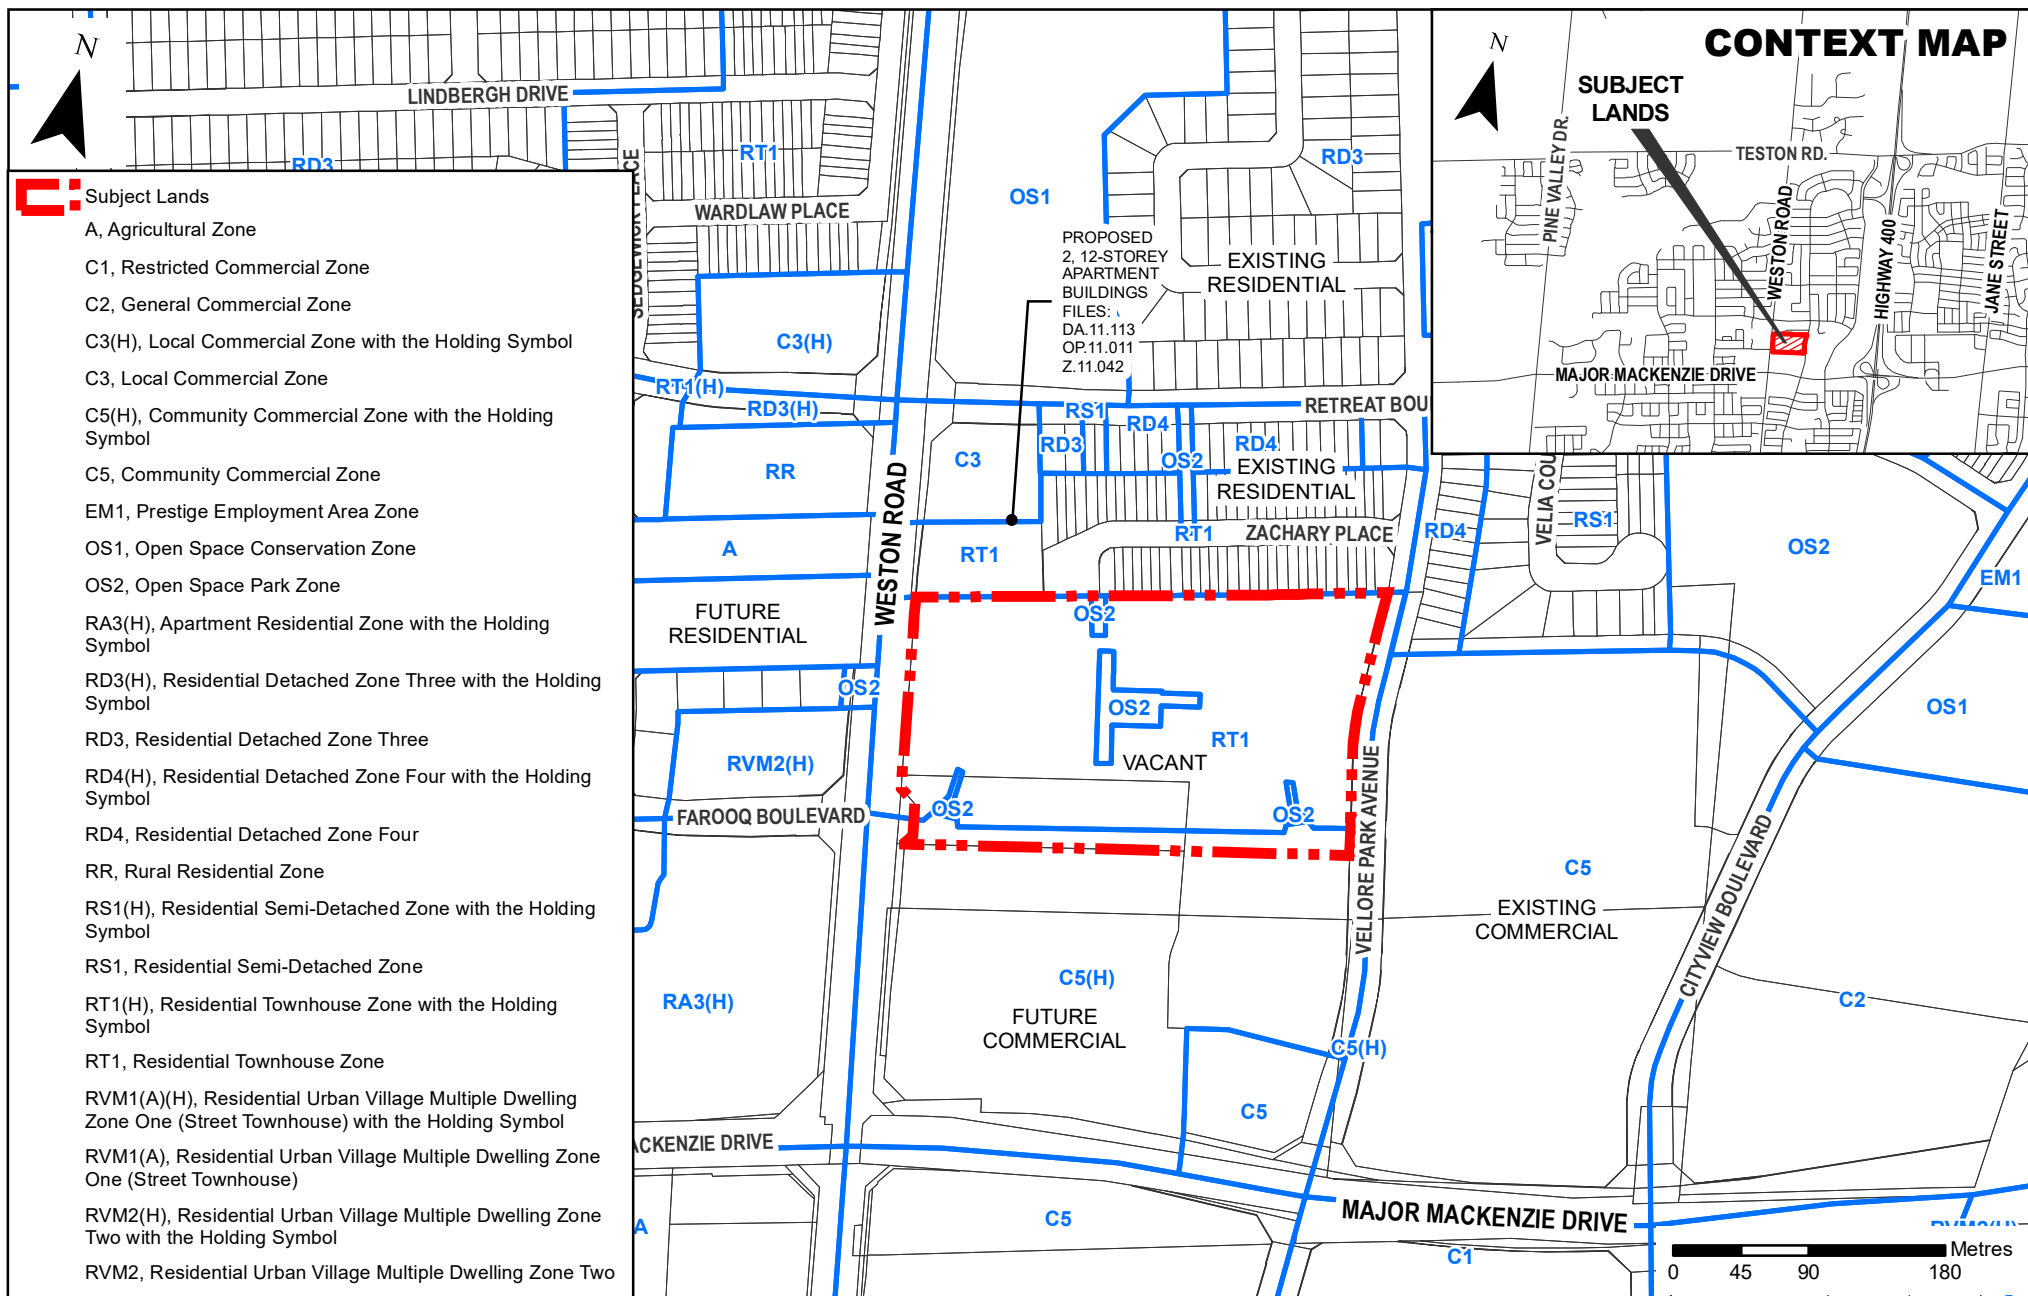 N
LINDBERGH DRIVE
RD3
RT1
SEDGEWICK PLACE
WARDLAW PLACE
OS1
RD3
PROPOSED
2, 12-STOREY
APARTMENT
BUILDINGS
FILES:
DA.11.113
OP.11.011
Z.11.042
EXISTING
RESIDENTIAL
C3(H)
RT1(H)
RD3(H)
RS1
RD4
RETREAT BOU
RD3
OS2
RD4
EXISTING
RESIDENTIAL
C3
RR
WESTON ROAD
A
RT1
RT1
ZACHARY PLACE
RD4
VELIA COU
RS1
OS2
EM1
FUTURE
RESIDENTIAL
OS2
OS2
OS2
RT1
VACANT
OS1
RVM2(H)
FAROOQ BOULEVARD
OS2
OS2
VELLORE PARK AVENUE
C5
EXISTING
COMMERCIAL
CITYVIEW BOULEVARD
RA3(H)
C5(H)
FUTURE
COMMERCIAL
C2
C5(H)
C5
ACKENZIE DRIVE
A
C5
MAJOR MACKENZIE DRIVE
C1
RVM2(H)
Metres
0 45 90 180
CONTEXT MAP
N
SUBJECT
LANDS
PINE VALLEY DR.
TESTON RD.
WESTON ROAD
HIGHWAY 400
JANE STREET
MAJOR MACKENZIE DRIVE
Subject Lands
A, Agricultural Zone
C1, Restricted Commercial Zone
C2, General Commercial Zone
C3(H), Local Commercial Zone with the Holding Symbol
C3, Local Commercial Zone
C5(H), Community Commercial Zone with the Holding
Symbol
C5, Community Commercial Zone
EM1, Prestige Employment Area Zone
OS1, Open Space Conservation Zone
OS2, Open Space Park Zone
RA3(H), Apartment Residential Zone with the Holding
Symbol
RD3(H), Residential Detached Zone Three with the Holding
Symbol
RD3, Residential Detached Zone Three
RD4(H), Residential Detached Zone Four with the Holding
Symbol
RD4, Residential Detached Zone Four
RR, Rural Residential Zone
RS1(H), Residential Semi-Detached Zone with the Holding
Symbol
RS1, Residential Semi-Detached Zone
RT1(H), Residential Townhouse Zone with the Holding
Symbol
RT1, Residential Townhouse Zone
RVM1(A)(H), Residential Urban Village Multiple Dwelling
Zone One (Street Townhouse) with the Holding Symbol
RVM1(A), Residential Urban Village Multiple Dwelling Zone
One (Street Townhouse)
RVM2(H), Residential Urban Village Multiple Dwelling Zone
Two with the Holding Symbol
RVM2, Residential Urban Village Multiple Dwelling Zone Two